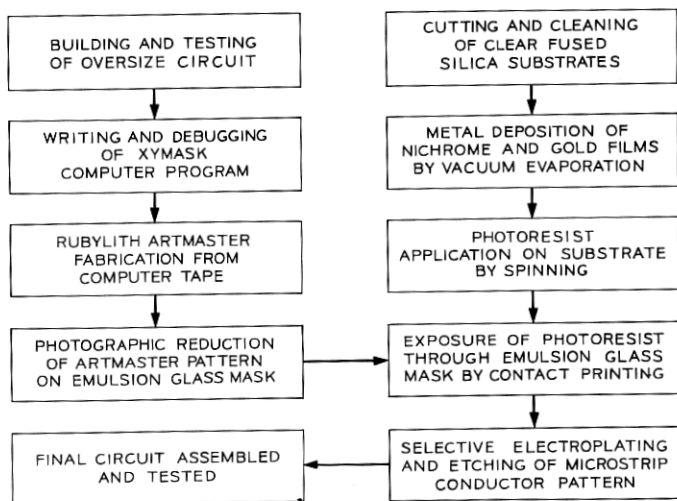 BUILDING AND TESTING
OF OVERSIZE CIRCUIT
WRITING AND DEBUGGING
OF XYMASK
COMPUTER PROGRAM
RUBYLITH ARTMASTER
FABRICATION FROM
COMPUTER TAPE
PHOTOGRAPHIC REDUCTION
OF ARTMASTER PATTERN
ON EMULSION GLASS MASK
CUTTING AND CLEANING
OF CLEAR FUSED
SILICA SUBSTRATES
METAL DEPOSITION OF
NICHROME AND GOLD FILMS
BY VACUUM EVAPORATION
PHOTORESIST
APPLICATION ON SUBSTRATE
BY SPINNING
EXPOSURE OF PHOTORESIST
THROUGH EMULSION GLASS
MASK BY CONTACT PRINTING
SELECTIVE ELECTROPLATING
AND ETCHING OF MICROSTRIP
CONDUCTOR PATTERN
FINAL CIRCUIT ASSEMBLED
AND TESTED